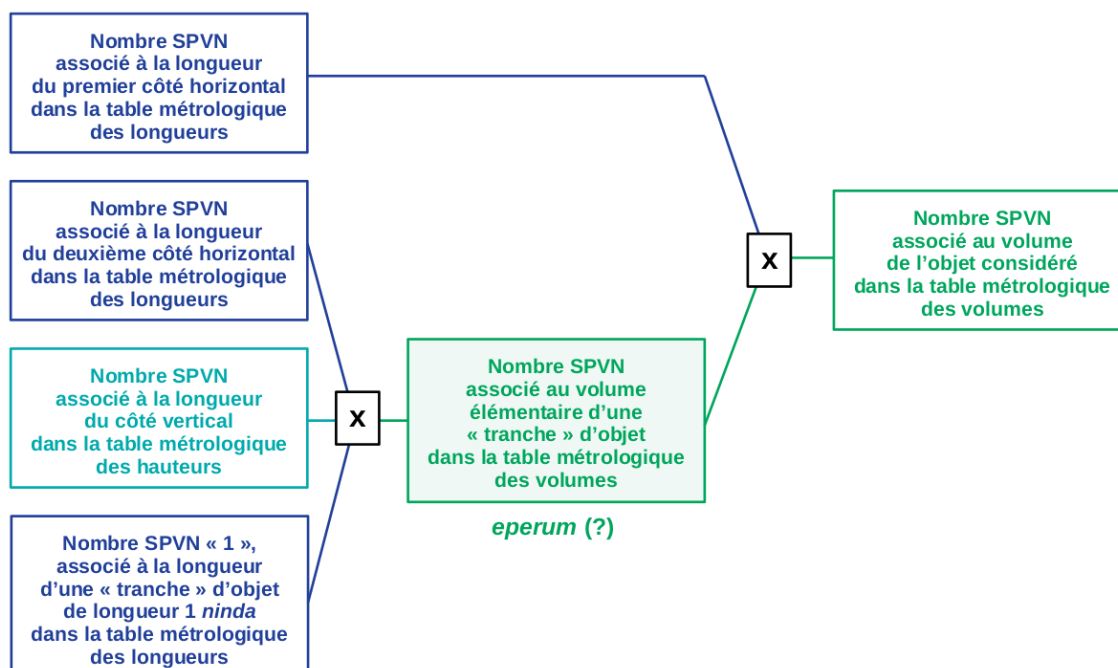 Nombre SPVN
associé à la longueur
du premier côté horizontal
dans la table métrologique
des longueurs
Nombre SPVN
associé à la longueur
du deuxième côté horizontal
dans la table métrologique
des longueurs
Nombre SPVN
associé à la longueur
du côté vertical
dans la table métrologique
des hauteurs
Nombre SPVN « 1 »,
associé à la longueur
d’une « tranche » d’objet
de longueur 1 ninda
dans la table métrologique
des longueurs
x
Nombre SPVN
associé au volume
élémentaire d’une
« tranche » d’objet
dans la table métrologique
des volumes
eperum (?)
x
Nombre SPVN
associé au volume
de l’objet considéré
dans la table métrologique
des volumes